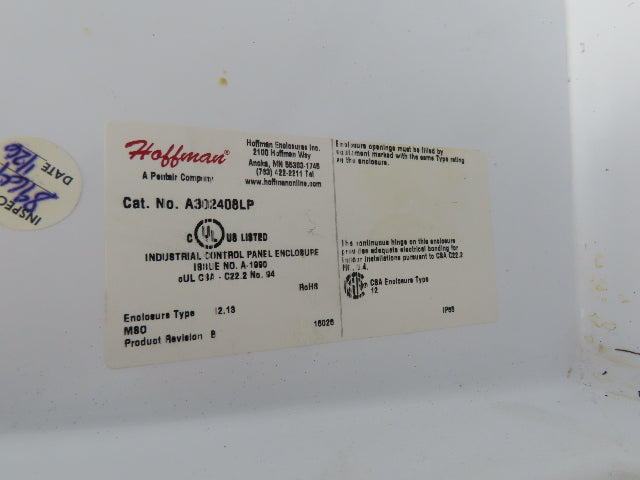 Hoffman®
A Pentair Company
Hoffman Enclosures Inc.
2100 Hoffman Way
Anoka, MN 55303-1745
(763) 422-2211 Tel
www.hoffmanonline.com
Cat. No. A302408LP
C UL US LISTED
INDUSTRIAL CONTROL PANEL ENCLOSURE
ISSUE NO. A-1990
cUL CSA - C22.2 No. 94
RoHS
Enclosure Type 12,13
M80
Product Revision B
16026
Enclosure openings must be filled by
equipment marked with the same Type rating
as the enclosure.
The continuous hinge on this enclosure
provides adequate electrical bonding for
indoor installations pursuant to CSA C22.2
CSA Enclosure Type
12
INSPEC
DATE